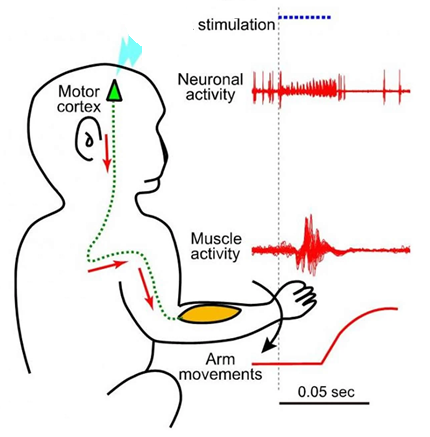 stimulation
Neuronal
activity
Motor
cortex
Muscle
activity
Arm
movements
0.05 sec